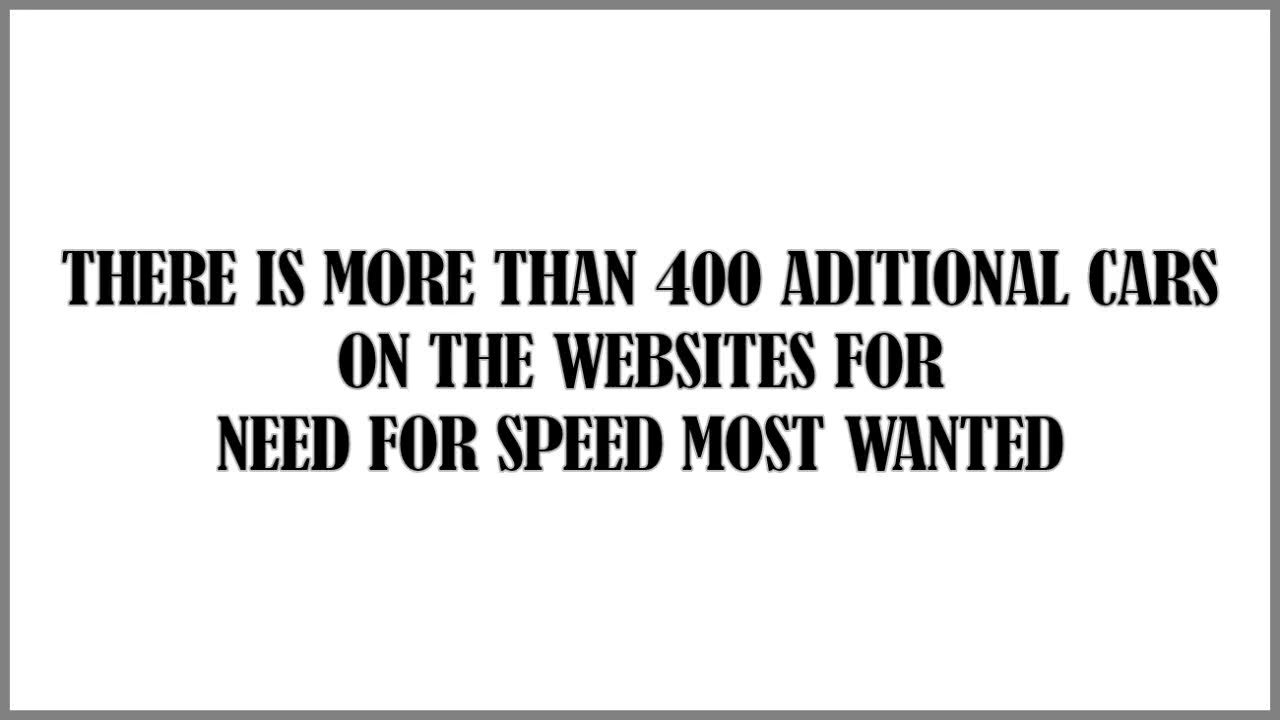 THERE IS MORE THAN 400 ADITIONAL CARS
ON THE WEBSITES FOR
NEED FOR SPEED MOST WANTED